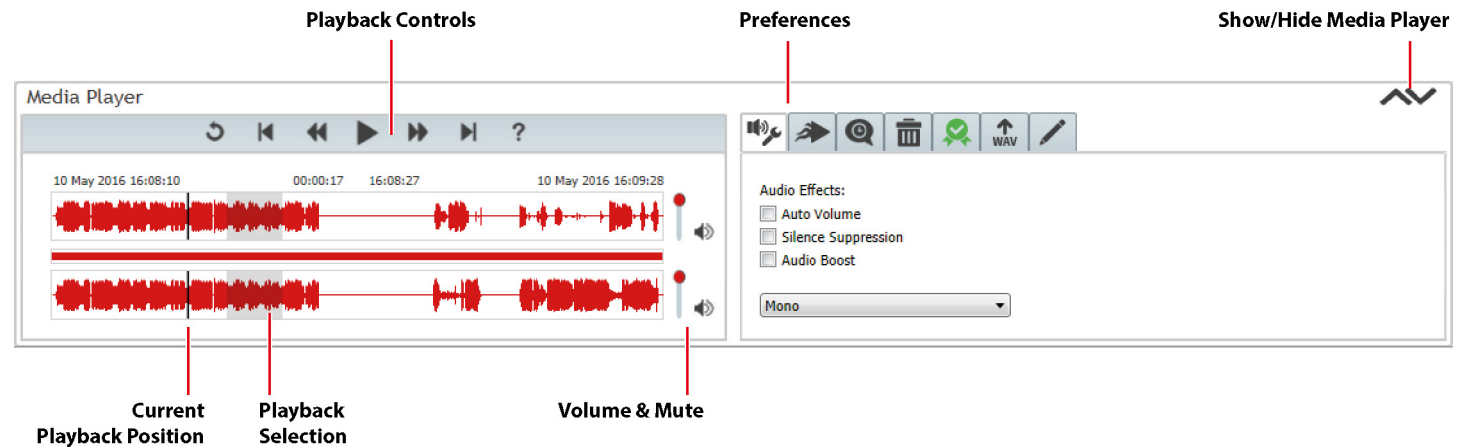 Playback Controls
Preferences
Show/Hide Media Player
Media Player
?
WAV
10 May 2016 16:08:10
00:00:17
16:08:27
10 May 2016 16:09:28
Audio Effects:
Auto Volume
Silence Suppression
Audio Boost
Mono
Current
Playback Position
Playback
Selection
Volume & Mute